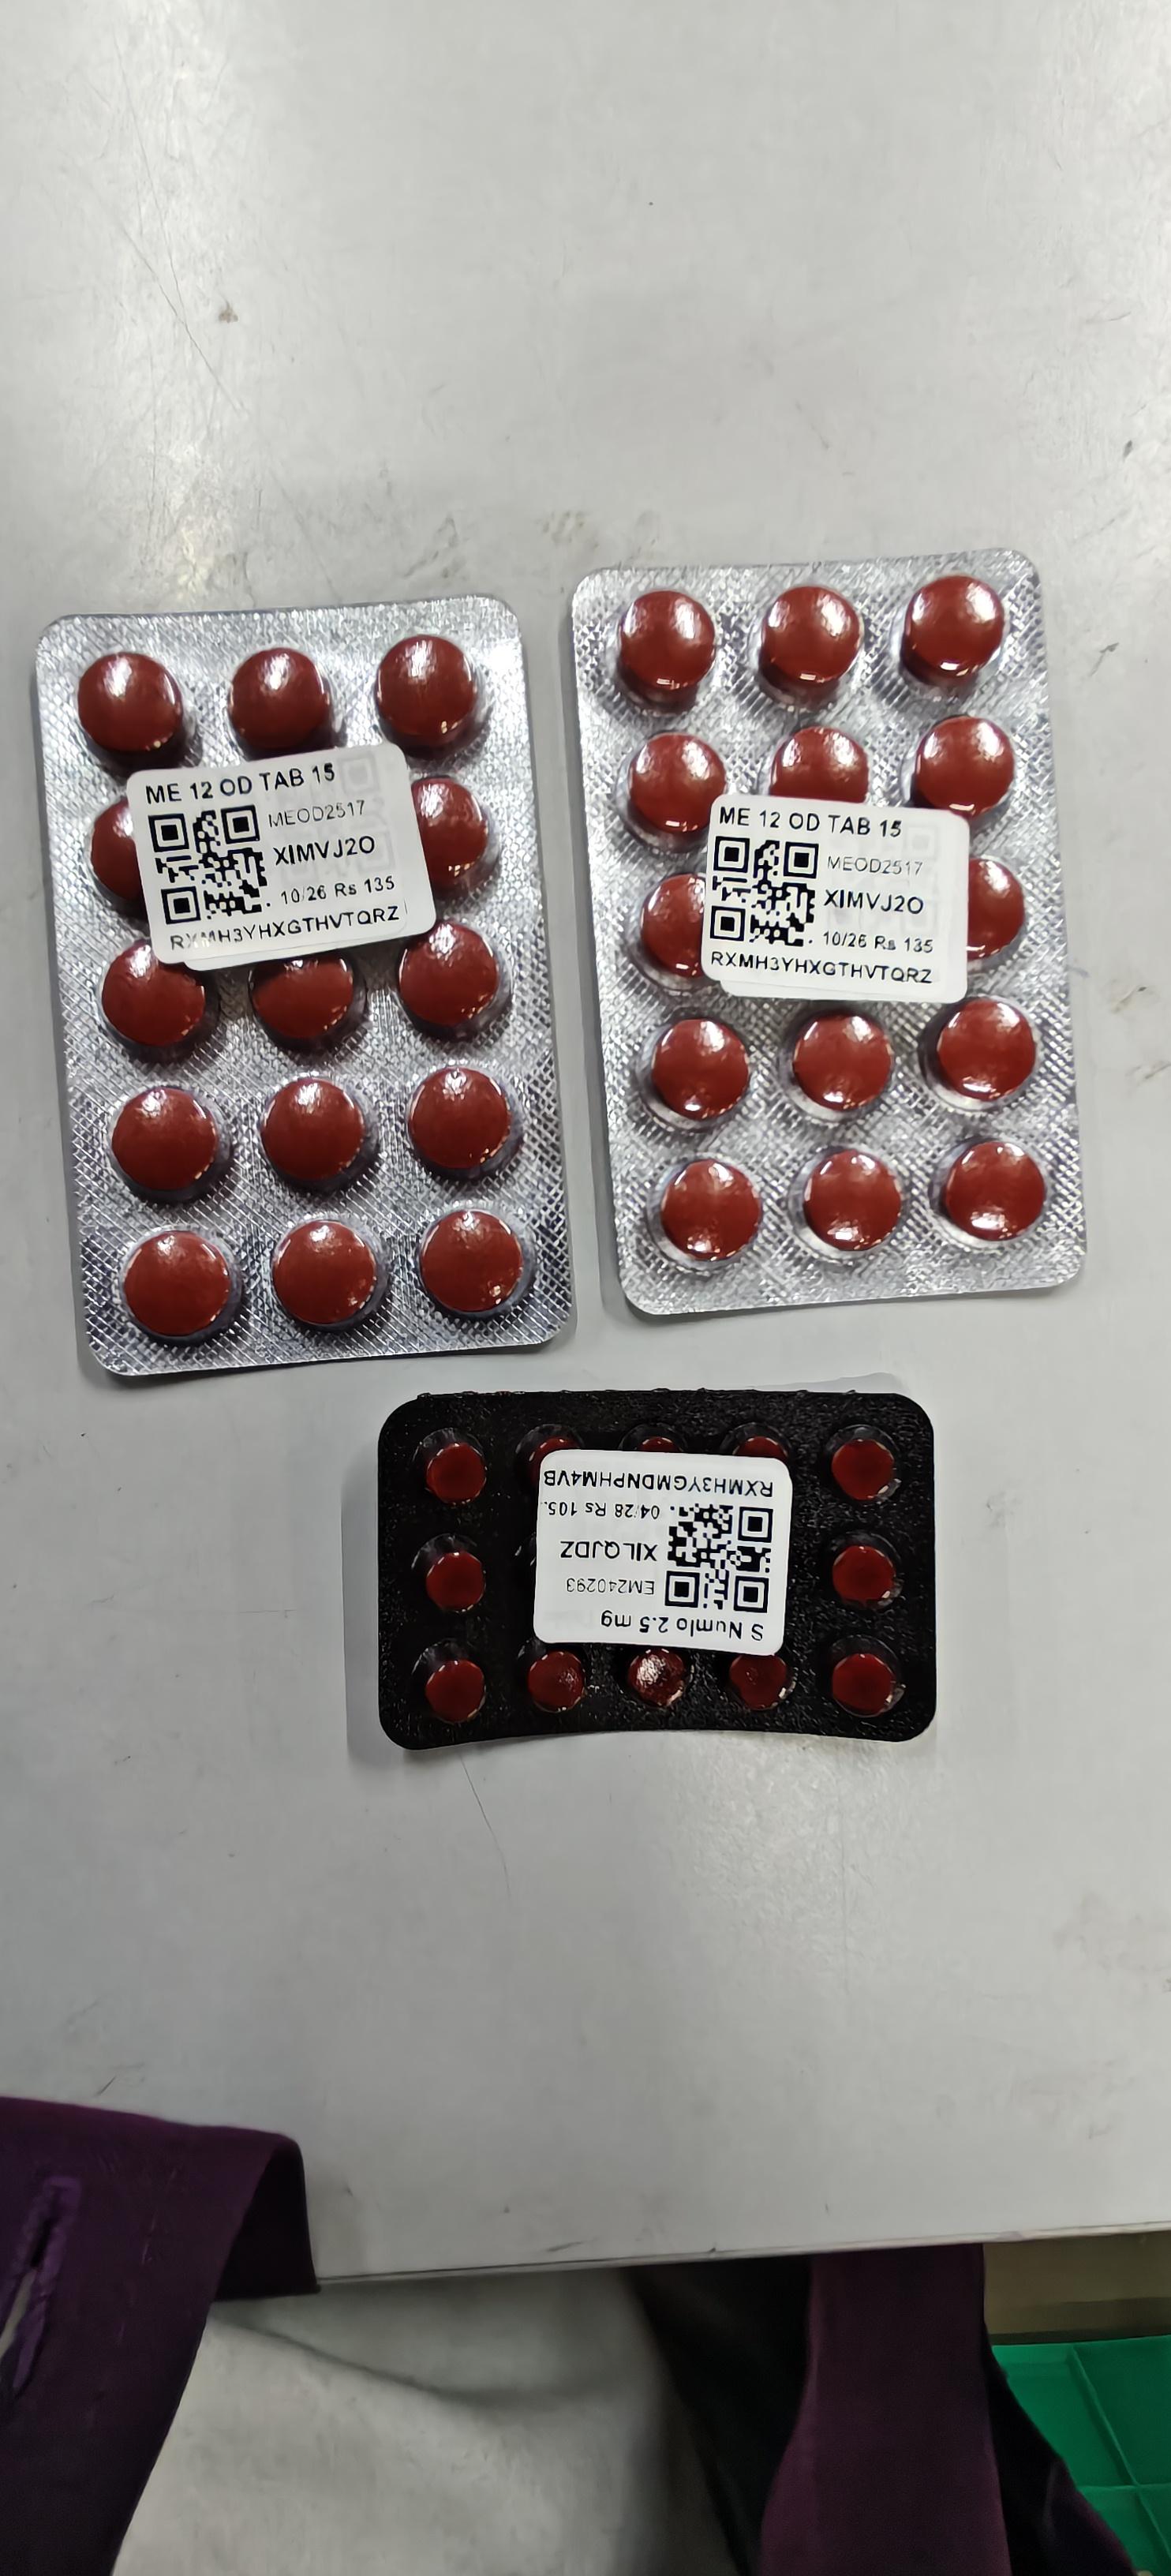 ME 12 OD TAB 15
MEOD2517
XIMVJ2O
10/26 Rs 135
RXMH3YHXGTHVTQRZ
ME 12 OD TAB 15
MEOD2517
XIMVJ2O
10/26 Rs 135
RXMH3YHXGTHVTQRZ
S Numlo 2.5 mg
EM240293
XILQJDZ
04/28 Rs 105.
RXMH3YGMDNPHM4VB